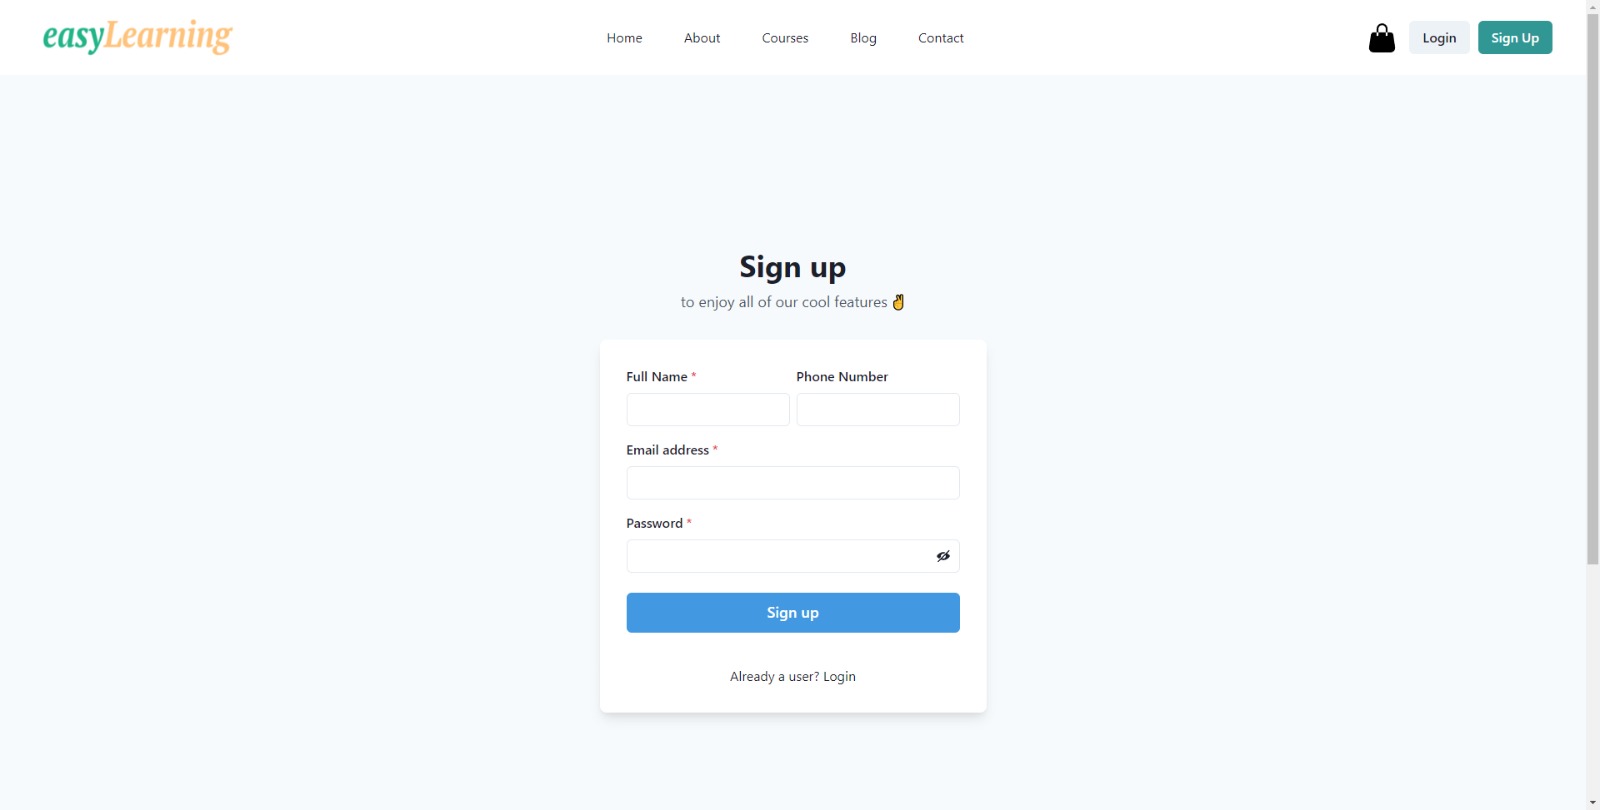 easyLearning
Home About Courses Blog Contact
Login Sign Up
Sign up
to enjoy all of our cool features ✌
Full Name * Phone Number
Email address *
Password *
Sign up
Already a user? Login